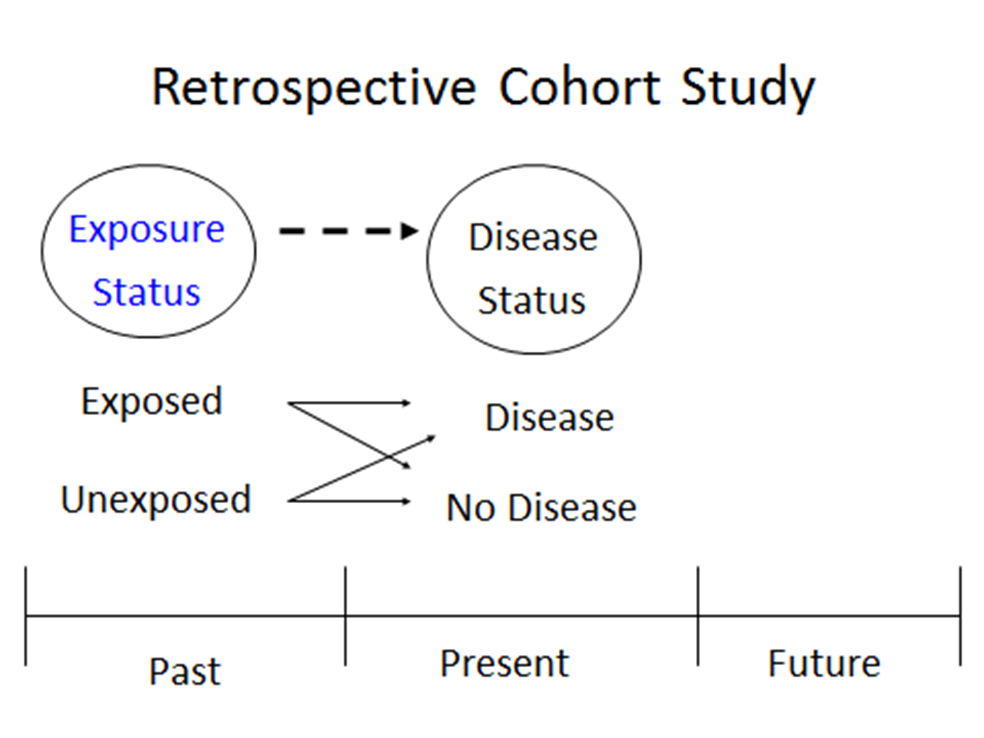 Retrospective Cohort Study
Exposure
Status
Disease
Status
Exposed
Disease
Unexposed
No Disease
Past
Present
Future